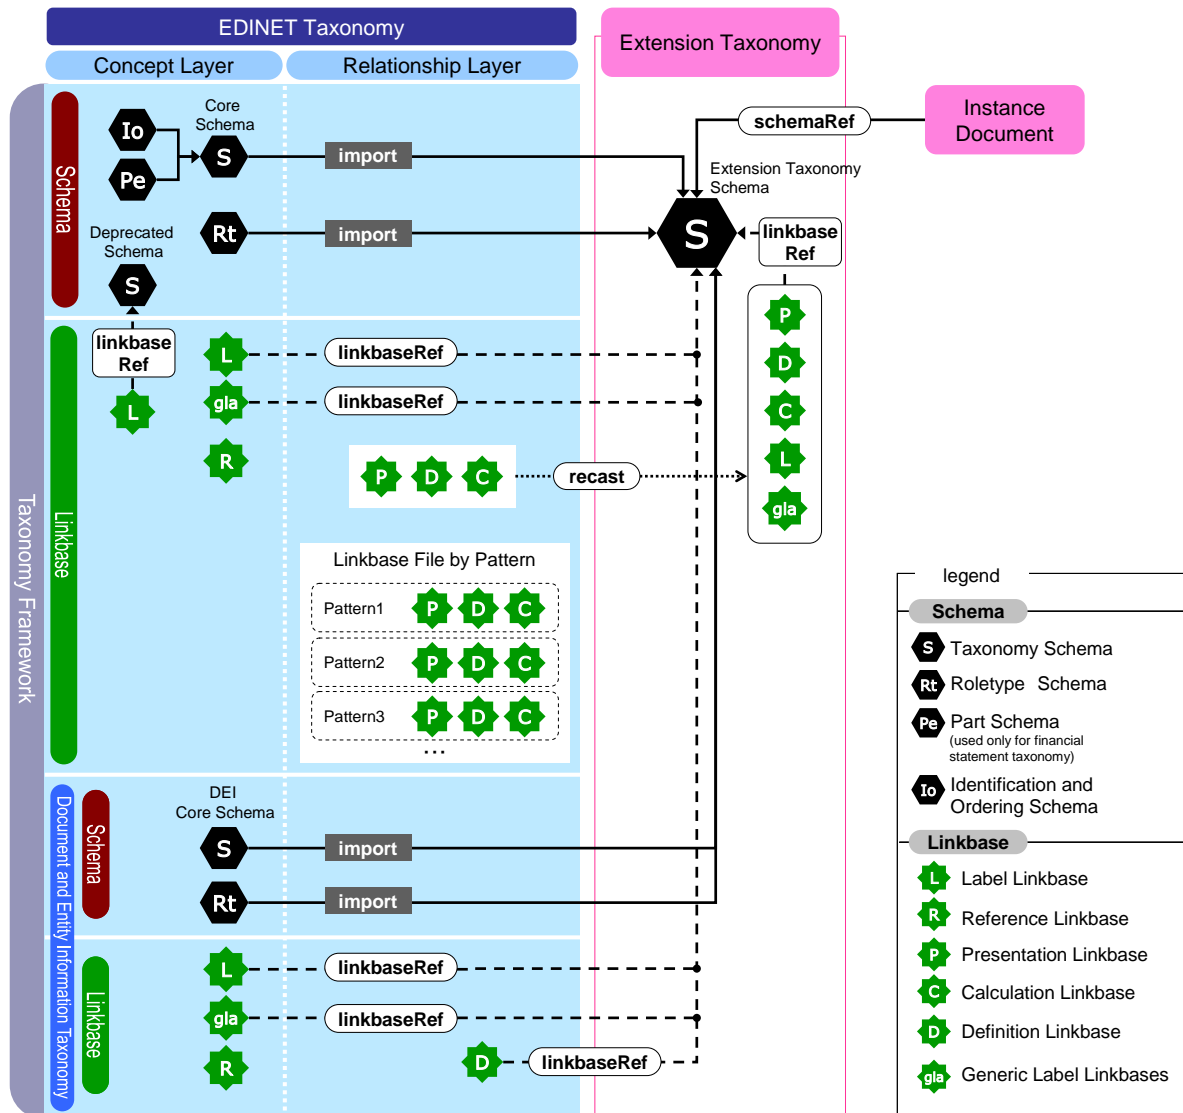 EDINET Taxonomy
Concept Layer
Relationship Layer
Extension Taxonomy
Instance
Document
schemaRef
Taxonomy Framework
Schema
Io
Pe
Core
Schema
S
import
Extension Taxonomy
Schema
S
Rt
import
linkbase
Ref
Deprecated
Schema
S
linkbase
Ref
L
Linkbase
L
linkbaseRef
gla
linkbaseRef
R
P D C
recast
P
D
C
L
gla
Linkbase File by Pattern
Pattern1 P D C
Pattern2 P D C
Pattern3 P D C
...
Document and Entity Information Taxonomy
Schema
DEI
Core Schema
S
import
Rt
import
Linkbase
L
linkbaseRef
gla
linkbaseRef
R
D
linkbaseRef
legend
Schema
S Taxonomy Schema
Rt Roletype Schema
Pe Part Schema
(used only for financial
statement taxonomy)
Io Identification and
Ordering Schema
Linkbase
L Label Linkbase
R Reference Linkbase
P Presentation Linkbase
C Calculation Linkbase
D Definition Linkbase
gla Generic Label Linkbases